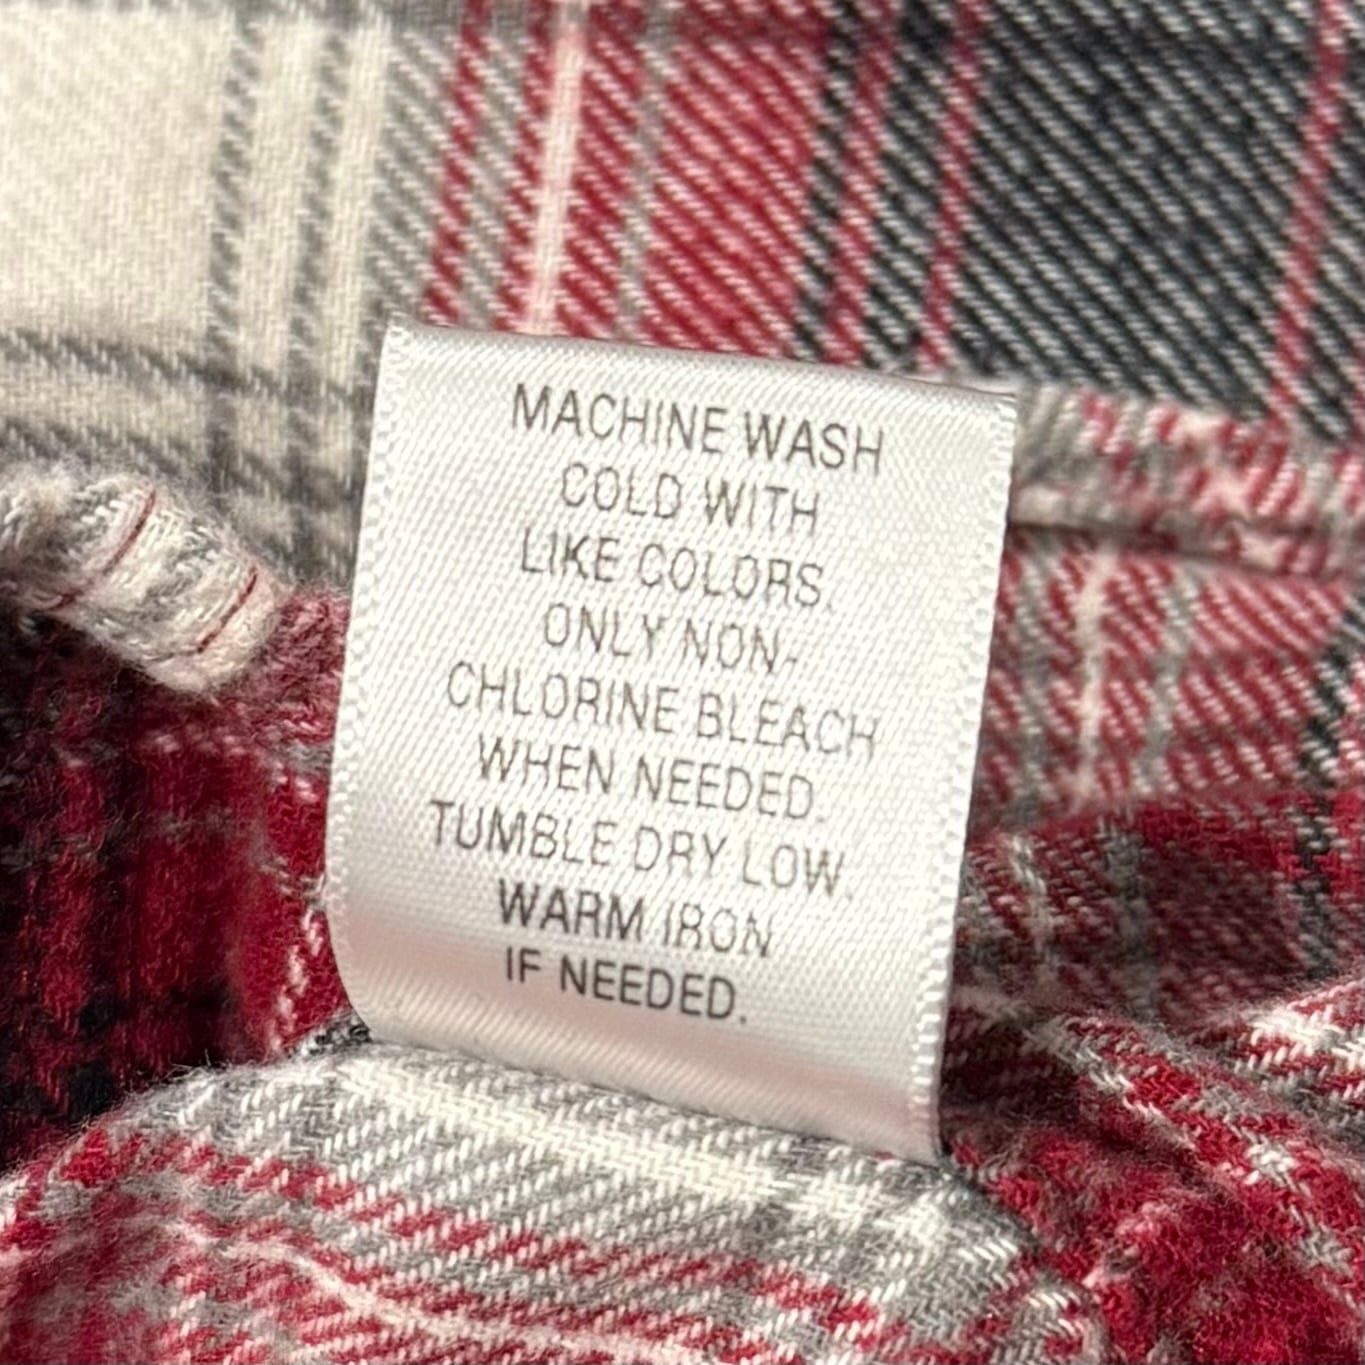 MACHINE WASH
COLD WITH
LIKE COLORS.
ONLY NON-
CHLORINE BLEACH
WHEN NEEDED.
TUMBLE DRY LOW.
WARM IRON
IF NEEDED.